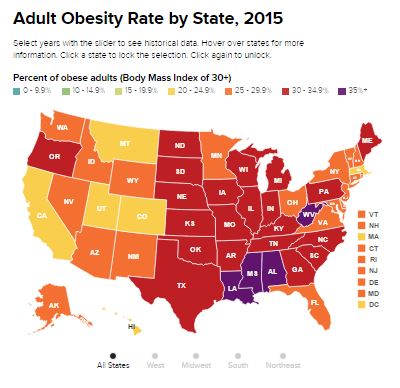 Adult Obesity Rate by State, 2015
Select years with the slider to see historical data. Hover over states for more
information. Click a state to lock the selection. Click again to unlock.
Percent of obese adults (Body Mass Index of 30+)
0 - 9.9% 10 - 14.9% 15 - 19.9% 20 - 24.9% 25 - 29.9% 30 - 34.9% 35%+
WA
MT
ND
MN
ME
OR
ID
SD
WI
MI
NY
WY
IA
PA
NE
NV
UT
IL
IN
OH
CA
CO
WV
VA
KS
MO
KY
NC
TN
AZ
NM
OK
AR
SC
MS
AL
GA
LA
TX
AK
FL
HI
VT
NH
MA
CT
RI
NJ
DE
MD
DC
All States West Midwest South Northeast